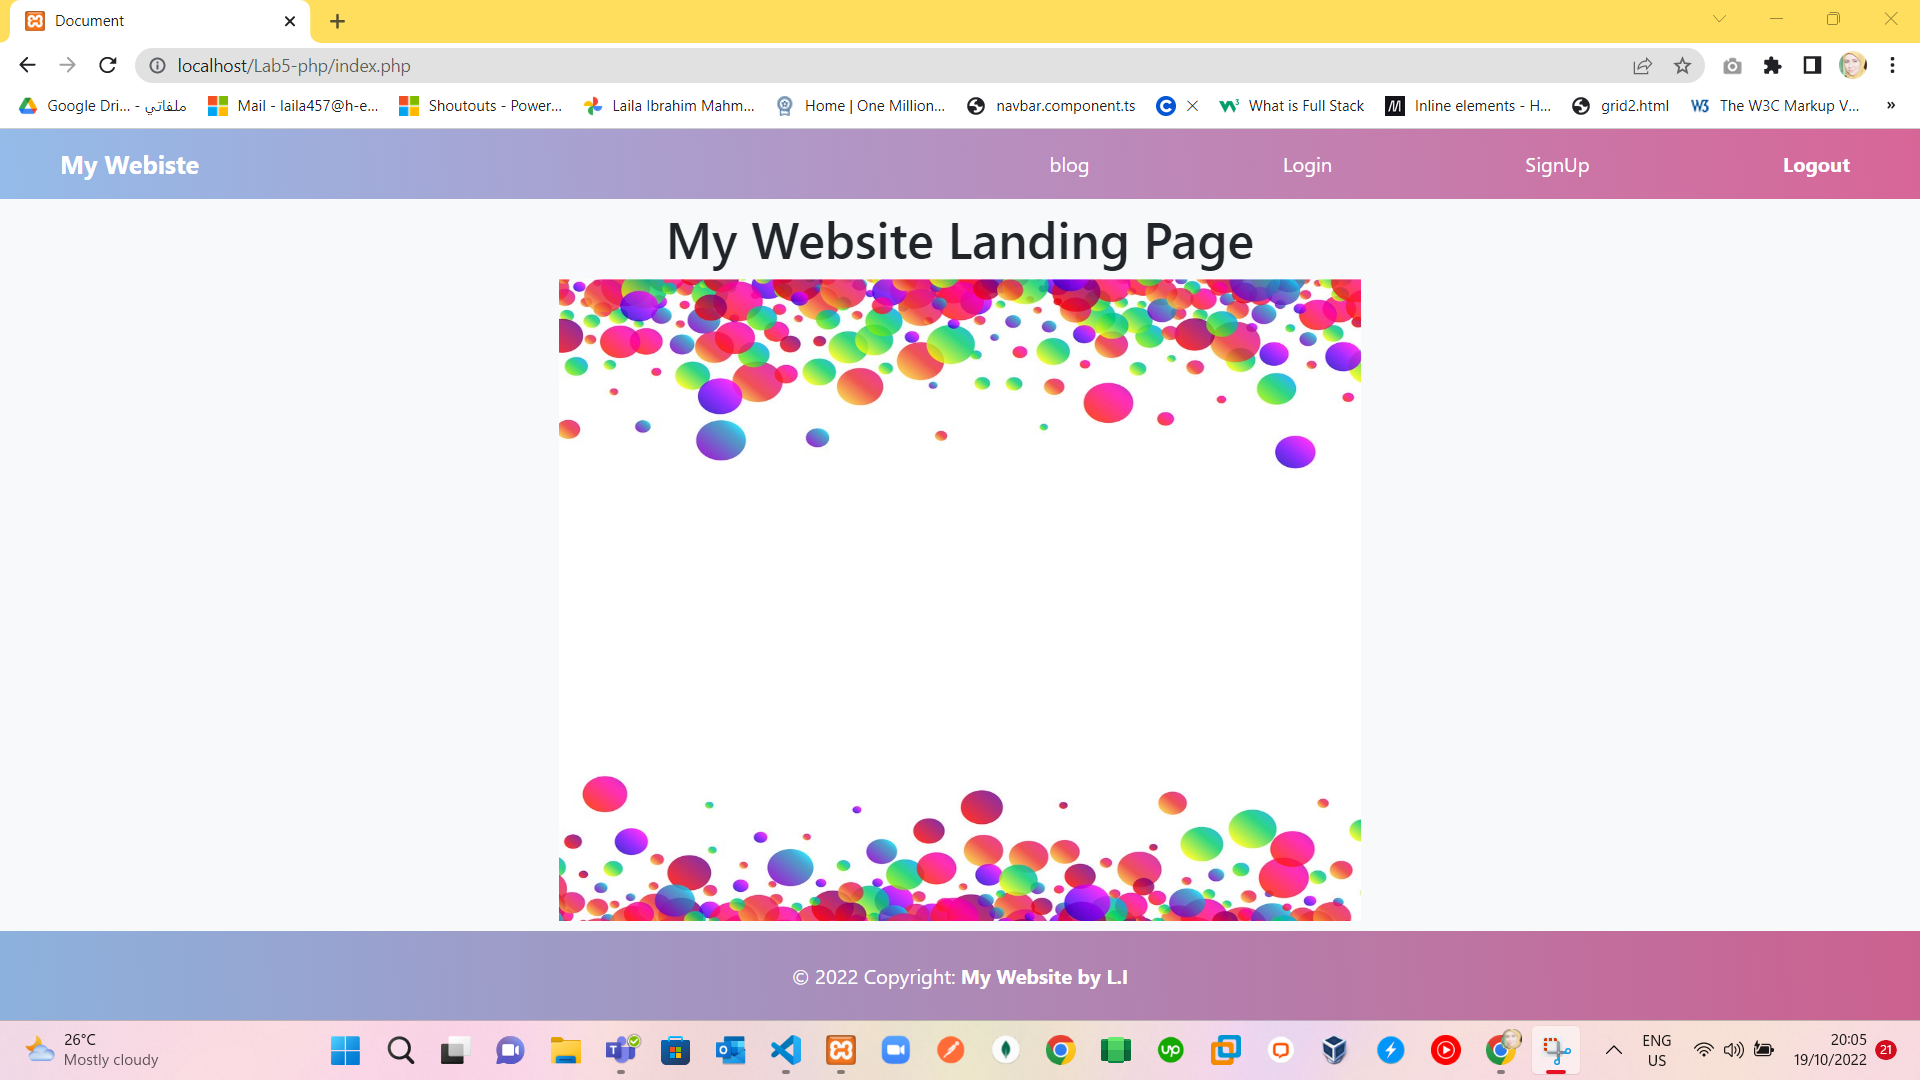 Document
localhost/Lab5-php/index.php
Google Dri... - ملفاتي
Mail - laila457@h-e...
Shoutouts - Power...
Laila Ibrahim Mahm...
Home | One Million...
navbar.component.ts
What is Full Stack
Inline elements - H...
grid2.html
The W3C Markup V...
»
My Webiste
blog
Login
SignUp
Logout
My Website Landing Page
© 2022 Copyright: My Website by L.I
26°C
Mostly cloudy
ENG
US
20:05
19/10/2022
21